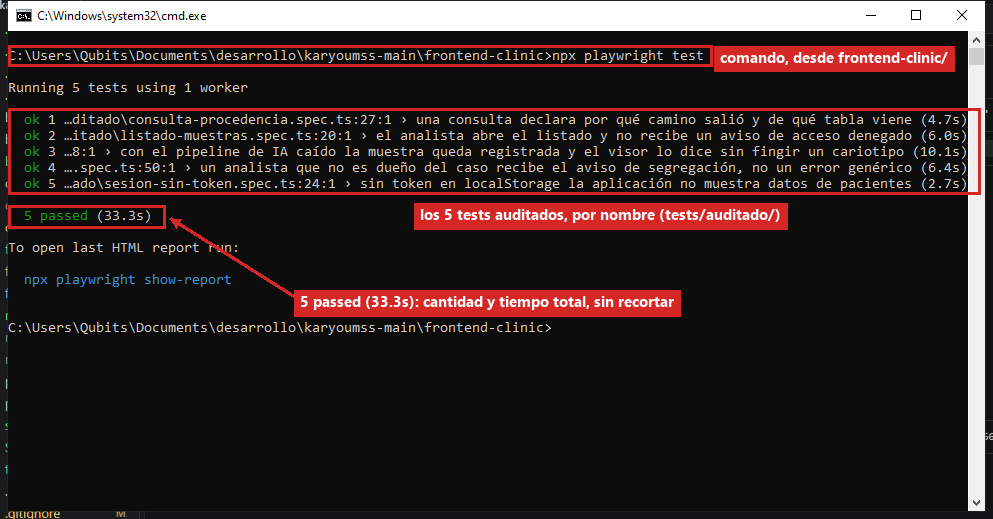 C:\Windows\system32\cmd.exe
C:\Users\Qubits\Documents\desarrollo\karyoumss-main\frontend-clinic>npx playwright test
comando, desde frontend-clinic/
Running 5 tests using 1 worker
ok 1 …ditado\consulta-procedencia.spec.ts:27:1 › una consulta declara por qué camino salió y de qué tabla viene (4.7s)
ok 2 …itado\listado-muestras.spec.ts:20:1 › el analista abre el listado y no recibe un aviso de acceso denegado (6.0s)
ok 3 …8:1 › con el pipeline de IA caído la muestra queda registrada y el visor lo dice sin fingir un cariotipo (10.1s)
ok 4 ….spec.ts:50:1 › un analista que no es dueño del caso recibe el aviso de segregación, no un error genérico (6.4s)
ok 5 …ado\sesion-sin-token.spec.ts:24:1 › sin token en localStorage la aplicación no muestra datos de pacientes (2.7s)
5 passed (33.3s)
los 5 tests auditados, por nombre (tests/auditado/)
To open last HTML report run:
npx playwright show-report
5 passed (33.3s): cantidad y tiempo total, sin recortar
C:\Users\Qubits\Documents\desarrollo\karyoumss-main\frontend-clinic>
.gitignore M